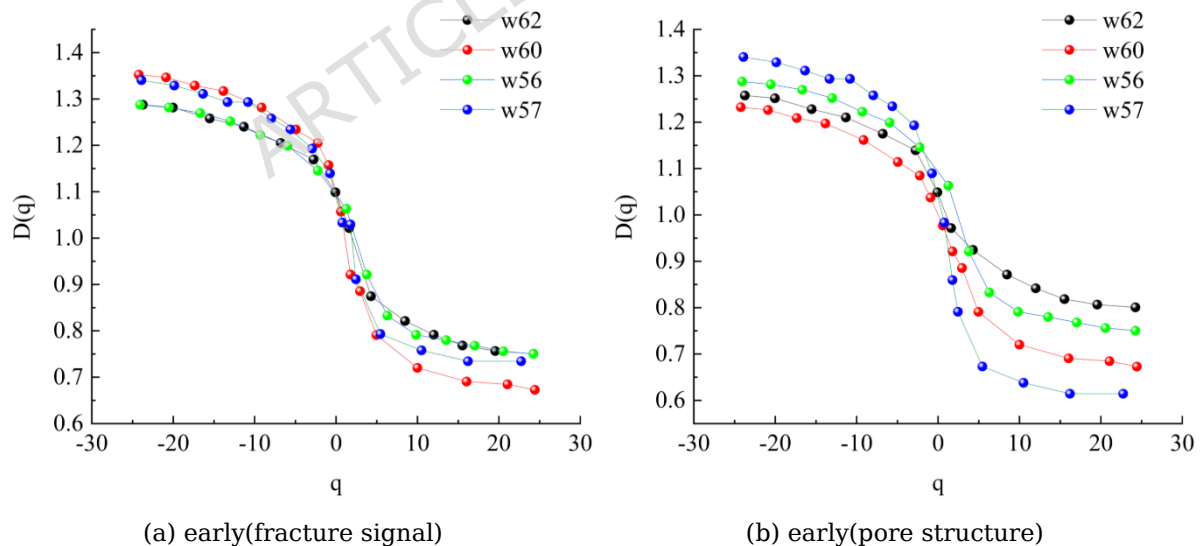 w62
w60
w56
w57
1.4
1.3
1.2
1.1
1.0
0.9
0.8
0.7
0.6
D(q)
-30 -20 -10 0 10 20 30
q
(a) early(fracture signal)
w62
w60
w56
w57
1.4
1.3
1.2
1.1
1.0
0.9
0.8
0.7
0.6
D(q)
-30 -20 -10 0 10 20 30
q
(b) early(pore structure)